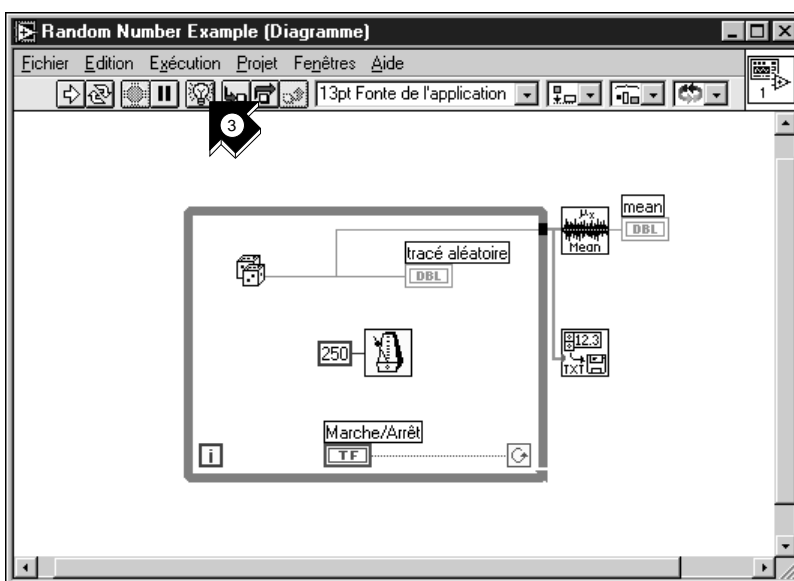 Random Number Example (Diagramme)
Fichier Edition Exécution Projet Fenêtres Aide
13pt Fonte de l'application
1
3
mean
DBL
μx
Mean
tracé aléatoire
DBL
12.3
TXT
250
Marche/Arrêt
TF
i